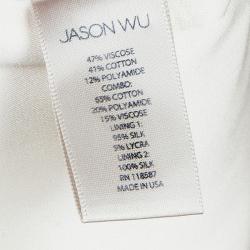 JASON WU
47% VISCOSE
41% COTTON
12% POLYAMIDE
COMBO:
65% COTTON
20% POLYAMIDE
15% VISCOSE
LINING 1:
95% SILK
5% LYCRA
LINING 2:
100% SILK
RN 118587
MADE IN USA